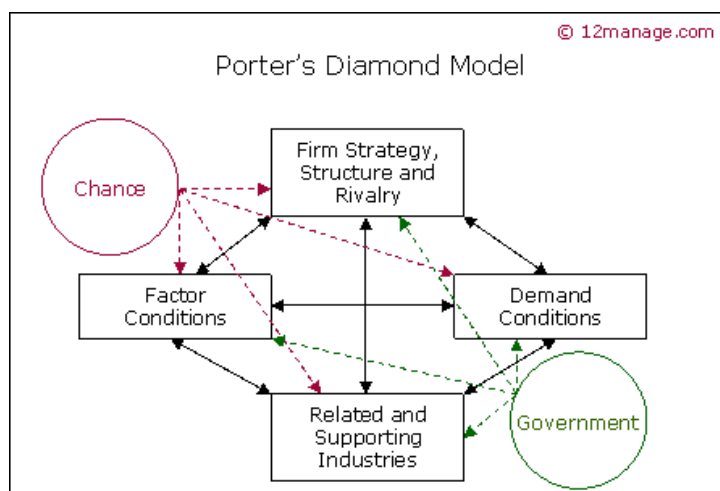 © 12manage.com
Porter's Diamond Model
Firm Strategy,
Structure and
Rivalry
Chance
Factor
Conditions
Demand
Conditions
Related and
Supporting
Industries
Government